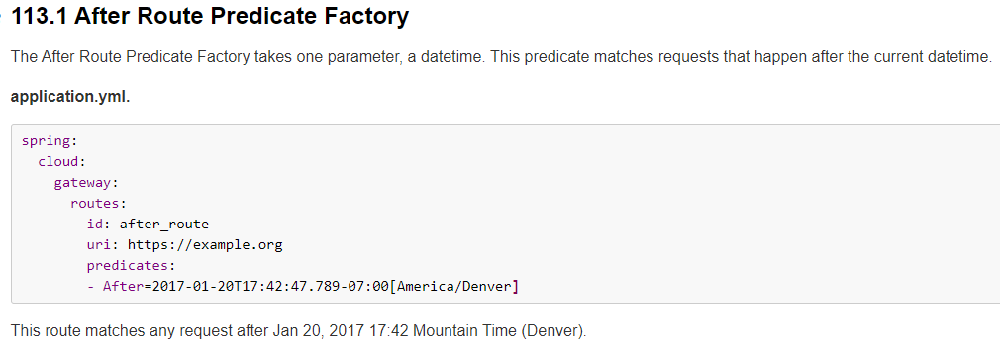 113.1 After Route Predicate Factory
The After Route Predicate Factory takes one parameter, a datetime. This predicate matches requests that happen after the current datetime.
application.yml.
spring:
  cloud:
    gateway:
      routes:
      - id: after_route
        uri: https://example.org
        predicates:
        - After=2017-01-20T17:42:47.789-07:00[America/Denver]
This route matches any request after Jan 20, 2017 17:42 Mountain Time (Denver).